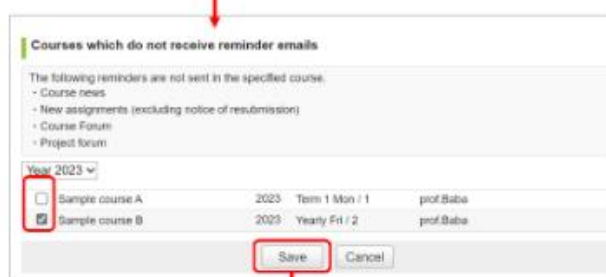 Courses which do not receive reminder emails
The following reminders are not sent in the specified course.
- Course news
- New assignments (excluding notice of resubmission)
- Course Forum
- Project forum
Year 2023
Sample course A 2023 Term 1 Mon / 1 prof.Baba
Sample course B 2023 Yearly Fri / 2 prof.Baba
Save Cancel